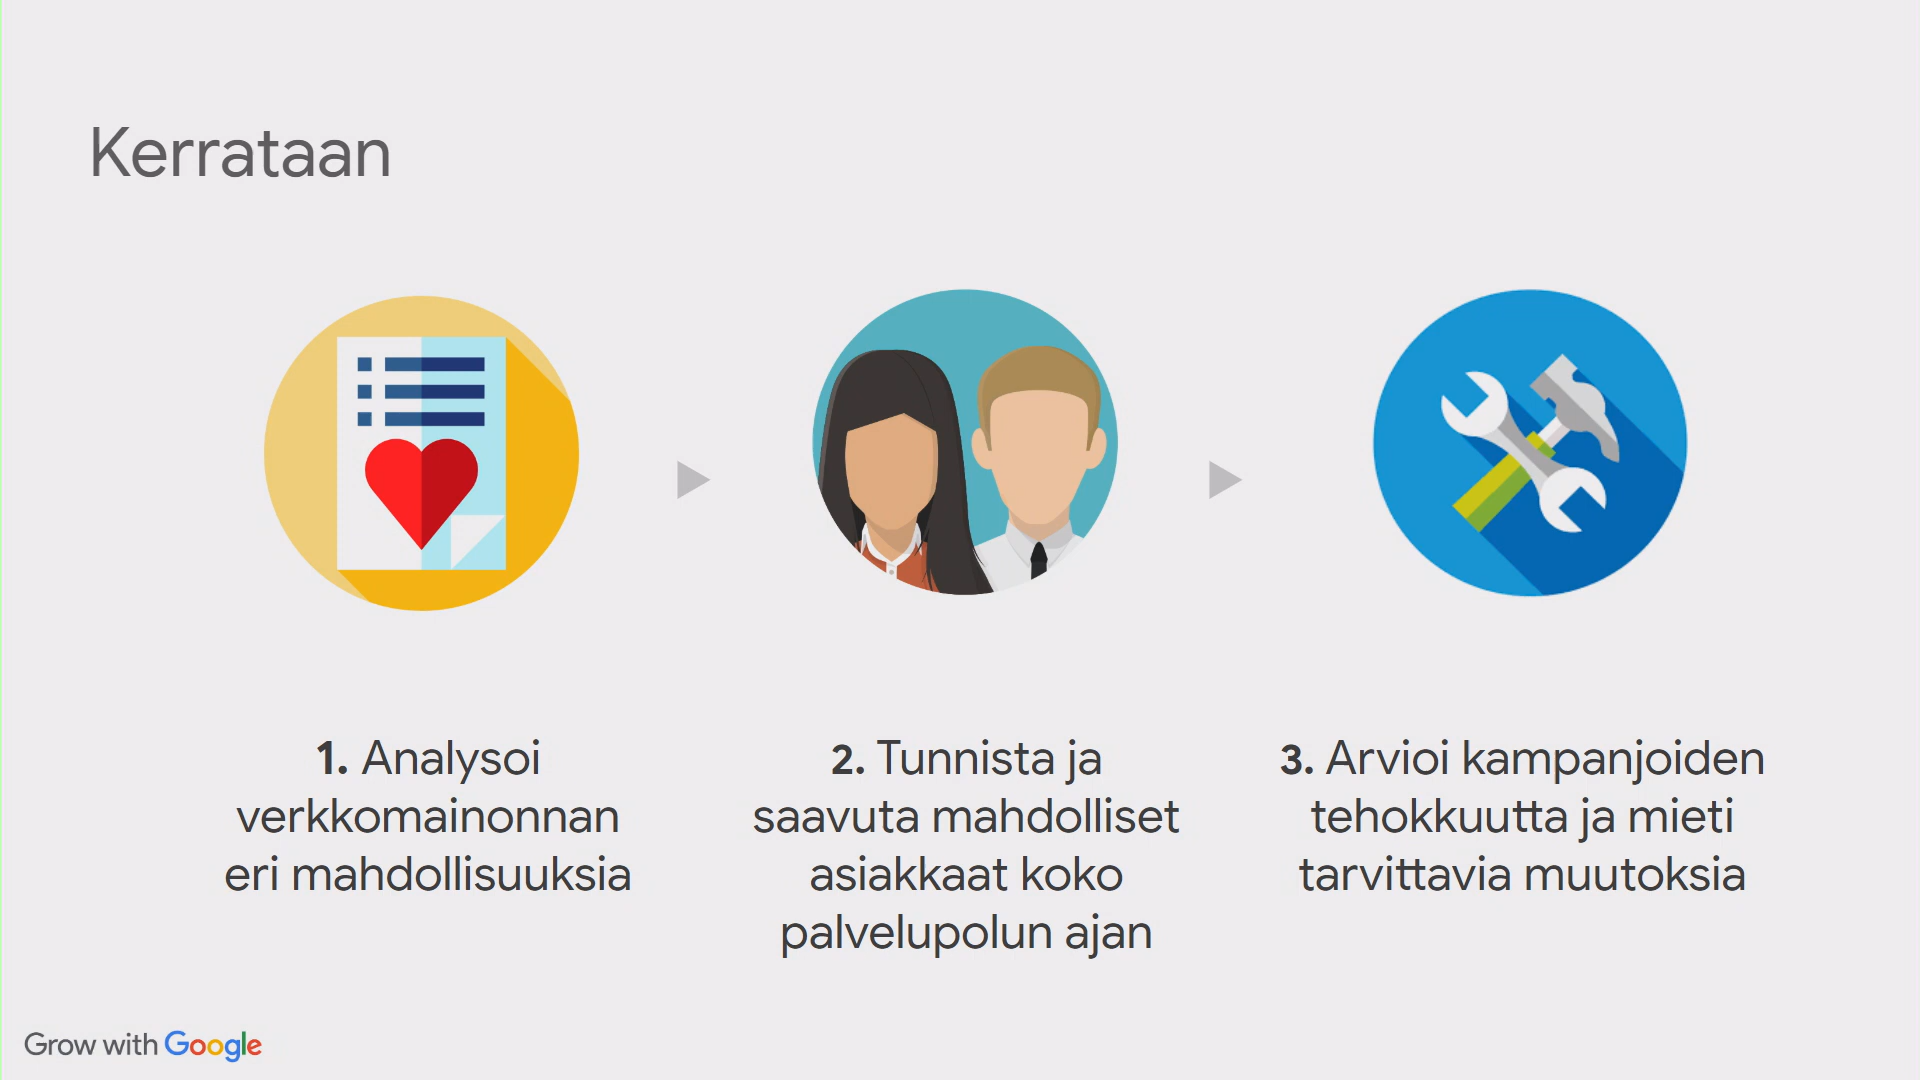 Kerrataan
1. Analysoi
verkkomainonnan
eri mahdollisuuksia
2. Tunnista ja
saavuta mahdolliset
asiakkaat koko
palvelupolun ajan
3. Arvioi kampanjoiden
tehokkuutta ja mieti
tarvittavia muutoksia
Grow with Google